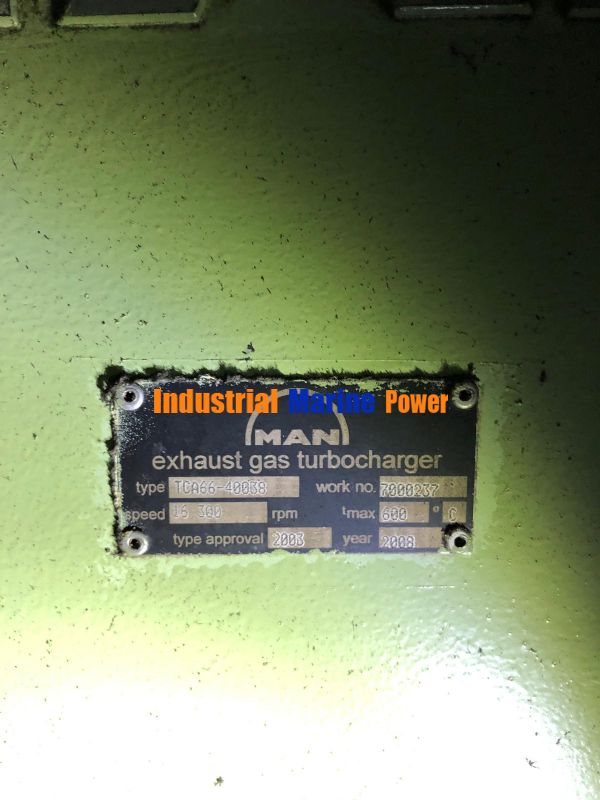 Industrial Marine Power
MAN
exhaust gas turbocharger
type TCA66-40038 work no. 7000237
speed 16 300 rpm tmax 600 ° C
type approval 2003 year 2008